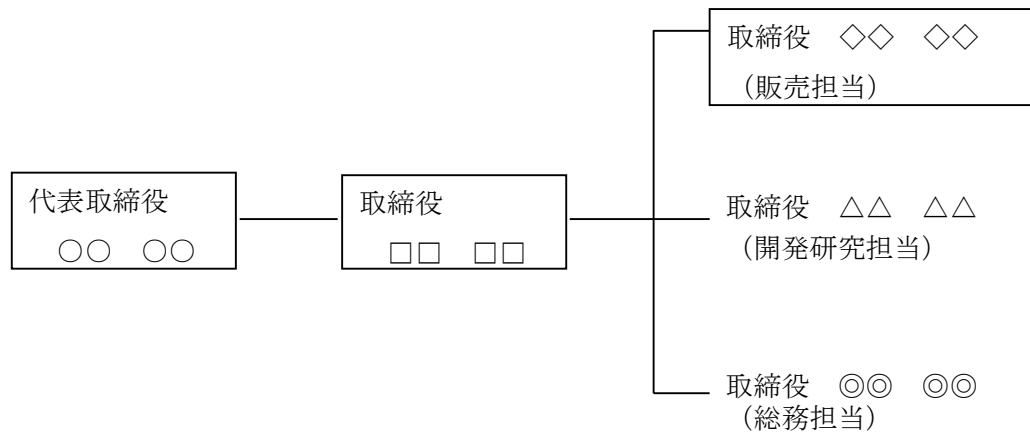 代表取締役
○○ ○○
取締役
□□ □□
取締役 ◇◇ ◇◇
(販売担当)
取締役 △△ △△
(開発研究担当)
取締役 ◎◎ ◎◎
(総務担当)